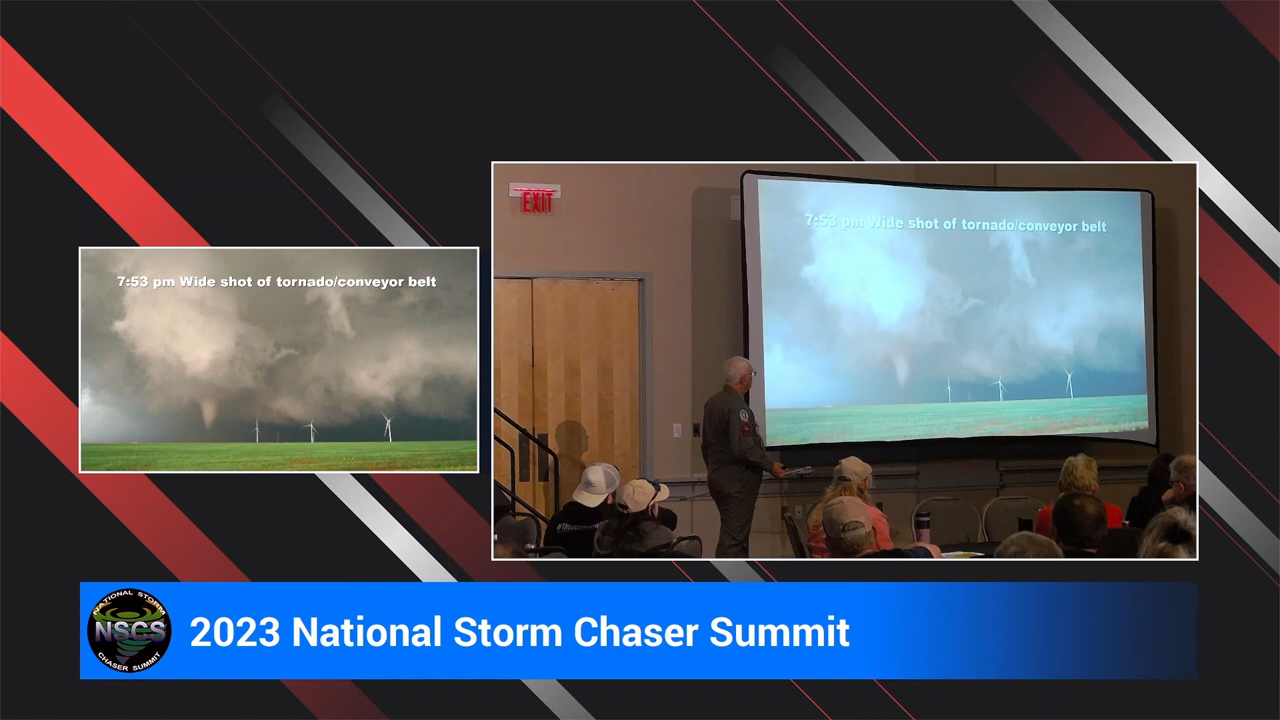 EXIT
7:53 pm Wide shot of tornado/conveyor belt
7:53 pm Wide shot of tornado/conveyor belt
NATIONAL STORM
NSCS
CHASER SUMMIT
2023 National Storm Chaser Summit